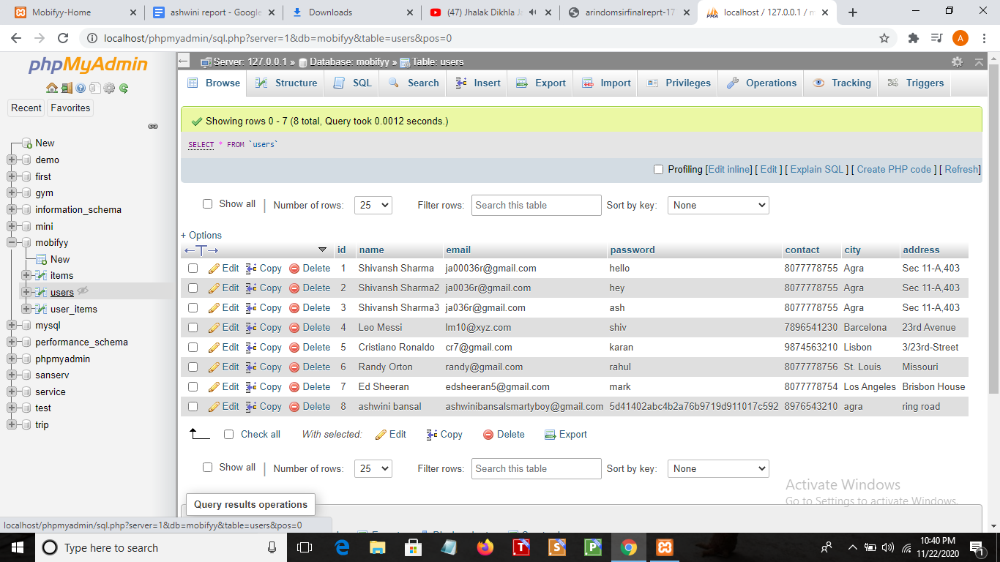 Mobifyy-Home
ashwini report - Google
Downloads
(47) Jhalak Dikhla Ja
arindomsirfinalreprt-17
localhost / 127.0.0.1 / m
localhost/phpmyadmin/sql.php?server=1&db=mobifyy&table=users&pos=0
A
phpMyAdmin
Recent Favorites
New
demo
first
gym
information_schema
mini
mobifyy
New
items
users
user_items
mysql
performance_schema
phpmyadmin
sanserv
service
test
trip
Server: 127.0.0.1 » Database: mobifyy » Table: users
Browse Structure SQL Search Insert Export Import Privileges Operations Tracking Triggers
Showing rows 0 - 7 (8 total, Query took 0.0012 seconds.)
SELECT * FROM `users`
Profiling [Edit inline] [ Edit ] [ Explain SQL ] [ Create PHP code ] [ Refresh]
Show all | Number of rows: 25 Filter rows: Search this table Sort by key: None
+ Options
←T→ id name email password contact city address
Edit Copy Delete 1 Shivansh Sharma ja00036r@gmail.com hello 8077778755 Agra Sec 11-A,403
Edit Copy Delete 2 Shivansh Sharma2 ja0036r@gmail.com hey 8077778755 Agra Sec 11-A,403
Edit Copy Delete 3 Shivansh Sharma3 ja036r@gmail.com ash 8077778755 Agra Sec 11-A,403
Edit Copy Delete 4 Leo Messi lm10@xyz.com shiv 7896541230 Barcelona 23rd Avenue
Edit Copy Delete 5 Cristiano Ronaldo cr7@gmail.com karan 9874563210 Lisbon 3/23rd-Street
Edit Copy Delete 6 Randy Orton randy@gmail.com rahul 8077778756 St. Louis Missouri
Edit Copy Delete 7 Ed Sheeran edsheeran5@gmail.com mark 8077778754 Los Angeles Brisbon House
Edit Copy Delete 8 ashwini bansal ashwinibansalsmartyboy@gmail.com 5d41402abc4b2a76b9719d911017c592 8976543210 agra ring road
Check all With selected: Edit Copy Delete Export
Show all | Number of rows: 25 Filter rows: Search this table Sort by key: None
Activate Windows
Go to Settings to activate Windows.
Query results operations
localhost/phpmyadmin/sql.php?server=1&db=mobifyy&table=users&pos=0
Type here to search
10:40 PM
11/22/2020
1